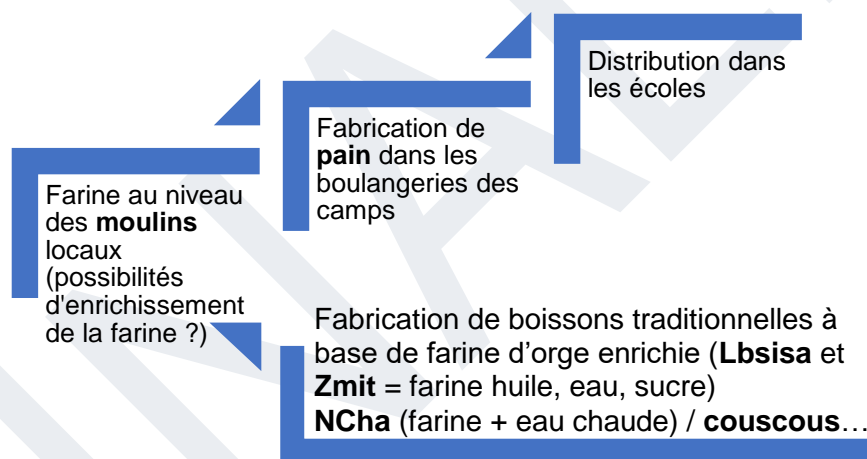 Distribution dans
les écoles
Fabrication de
pain dans les
boulangeries des
camps
Farine au niveau
des moulins
locaux
(possibilités
d'enrichissement
de la farine ?)
Fabrication de boissons traditionnelles à
base de farine d’orge enrichie (Lbsisa et
Zmit = farine huile, eau, sucre)
NCha (farine + eau chaude) / couscous…